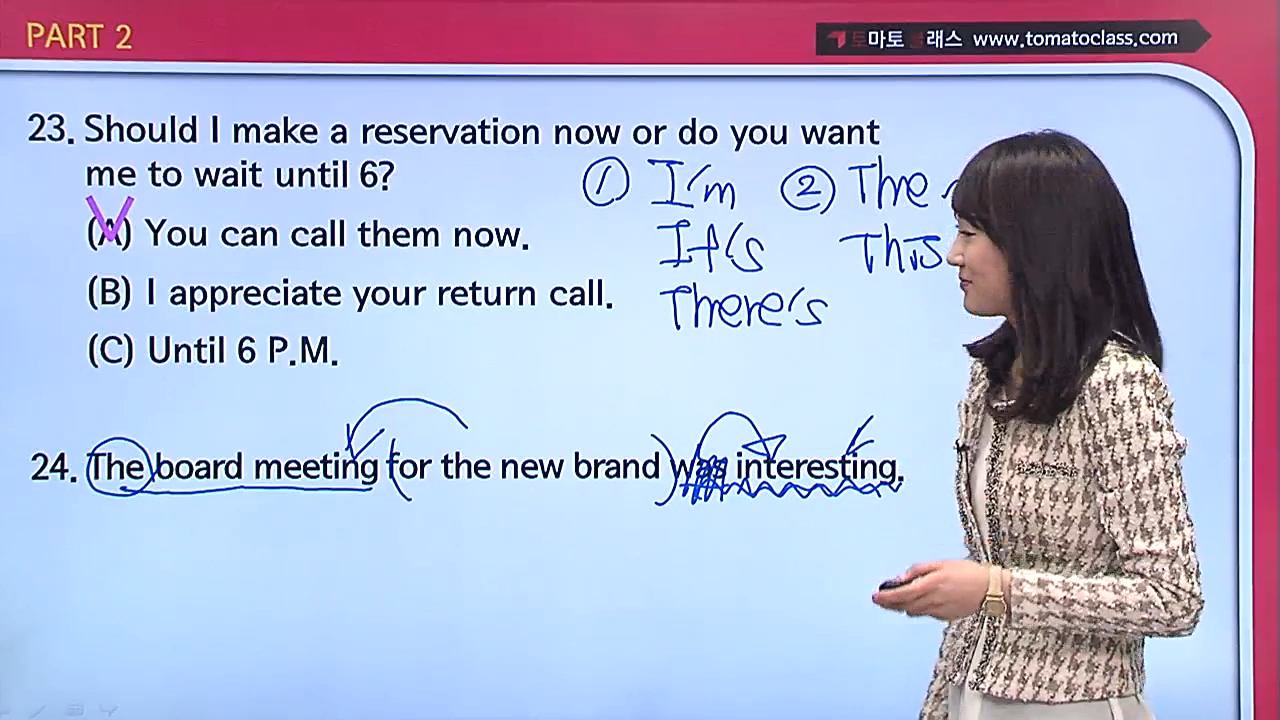 PART 2
토마토클래스 www.tomatoclass.com
23. Should I make a reservation now or do you want
me to wait until 6?
① I'm ② The
(A) You can call them now.
It's This
(B) I appreciate your return call.
There's
(C) Until 6 P.M.
24. The board meeting for the new brand was interesting.